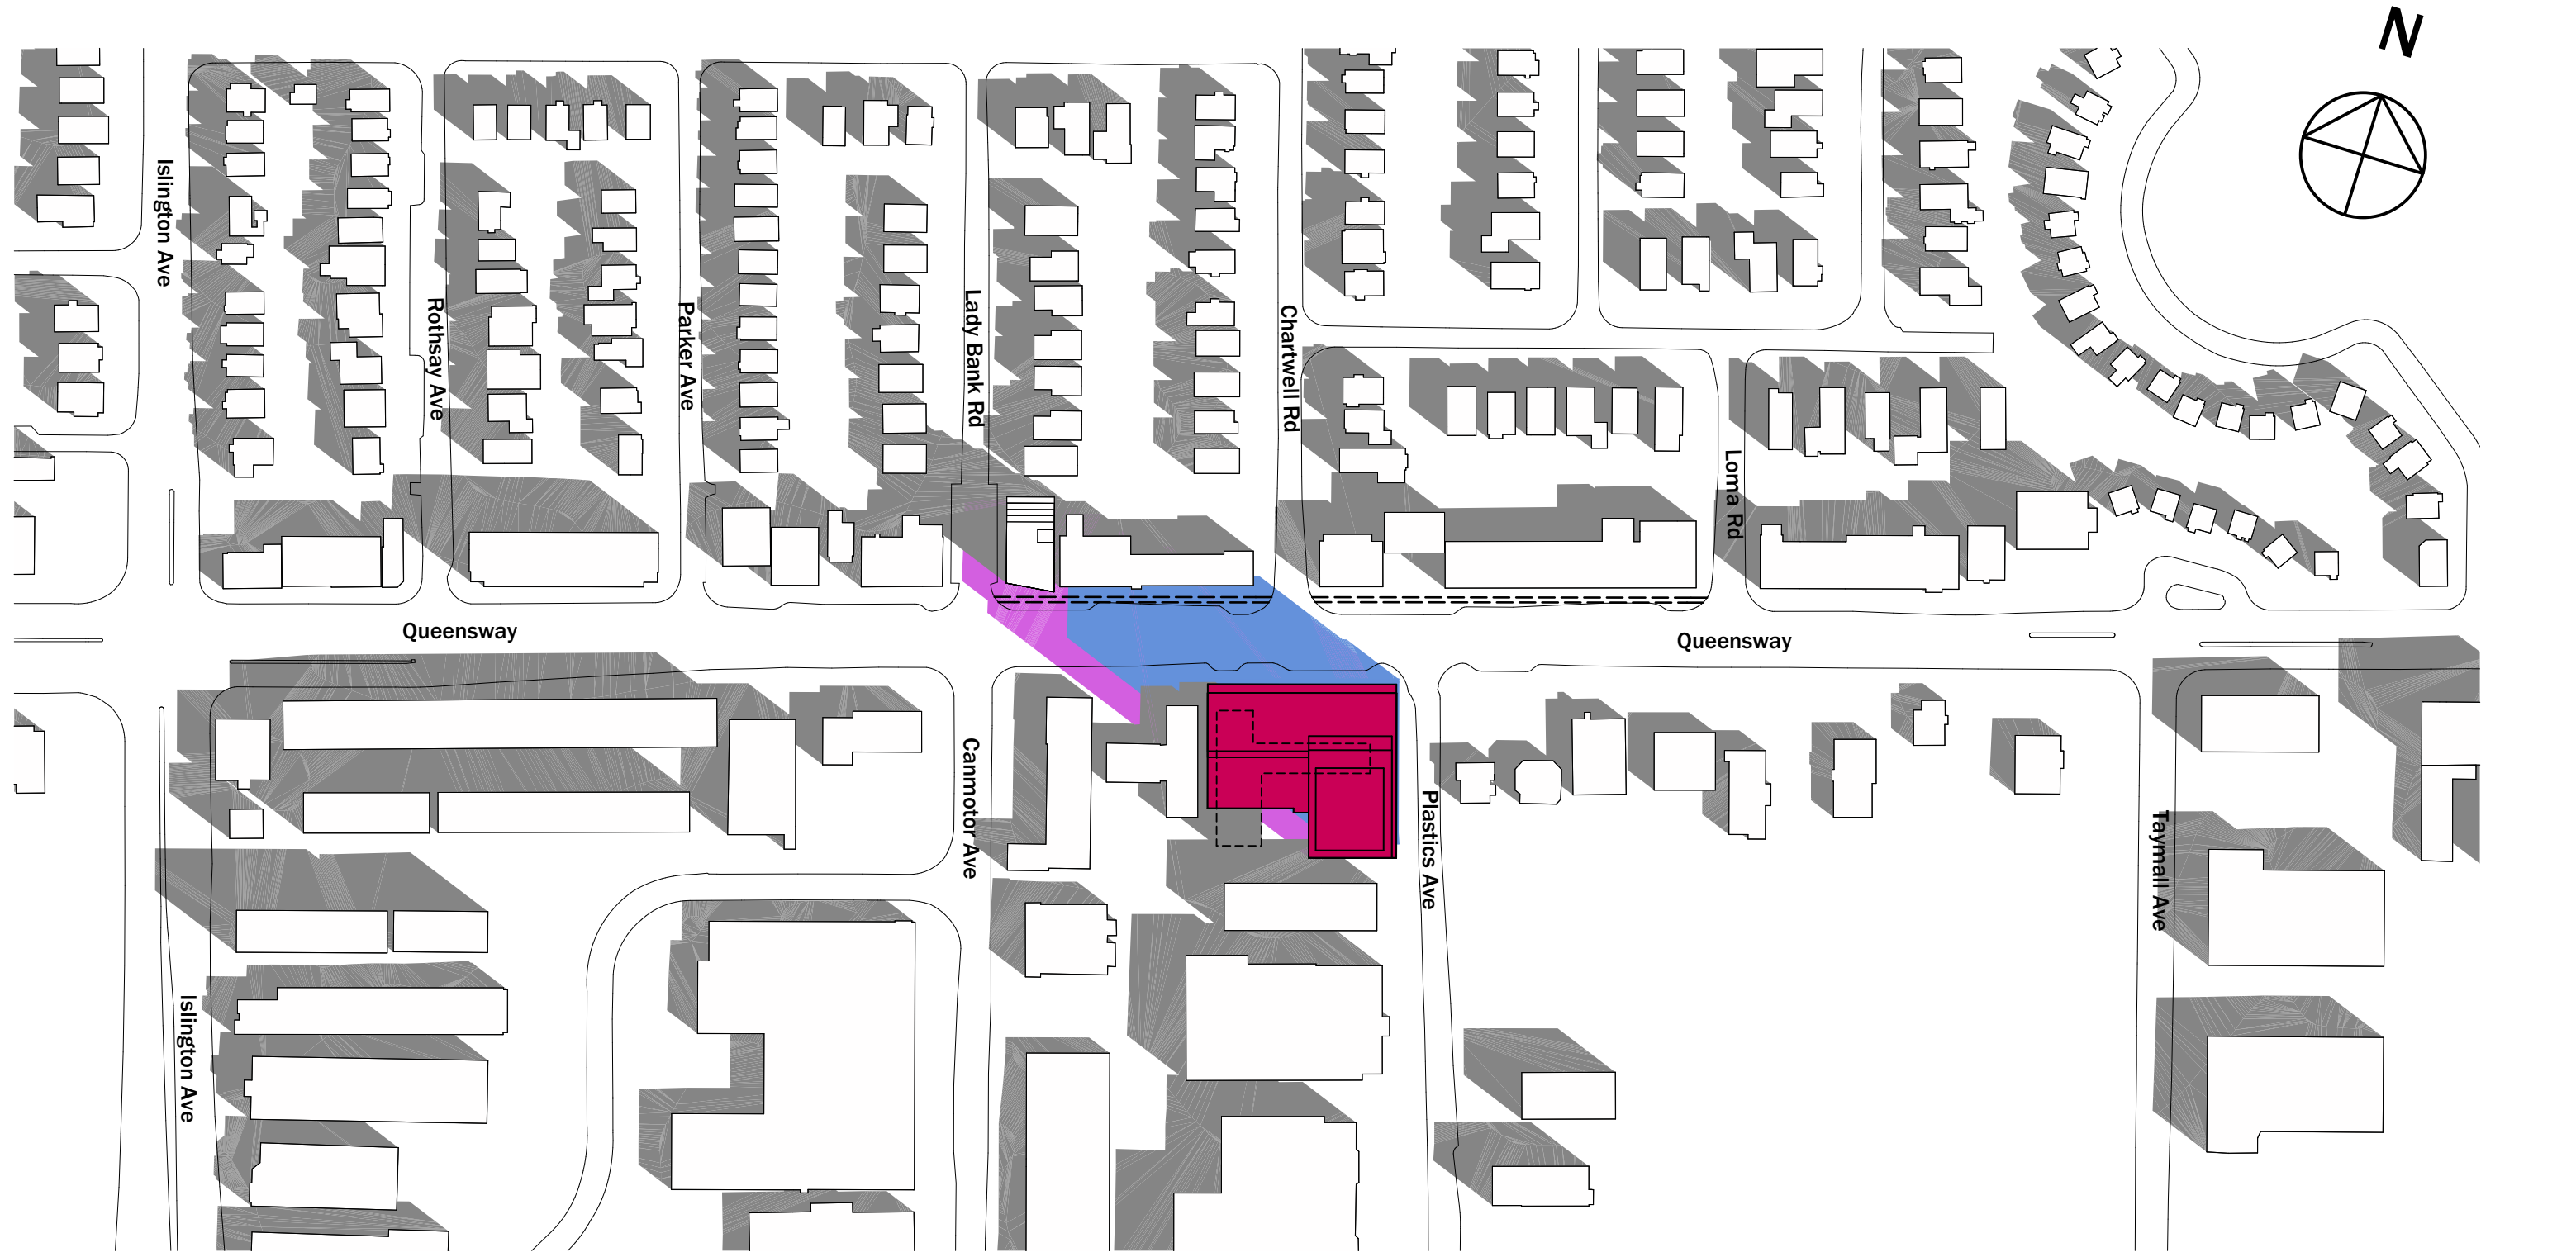 N
Islington Ave
Rothsay Ave
Parker Ave
Lady Bank Rd
Chartwell Rd
Loma Rd
Queensway
Queensway
Canmotor Ave
Plastics Ave
Taymall Ave
Islington Ave